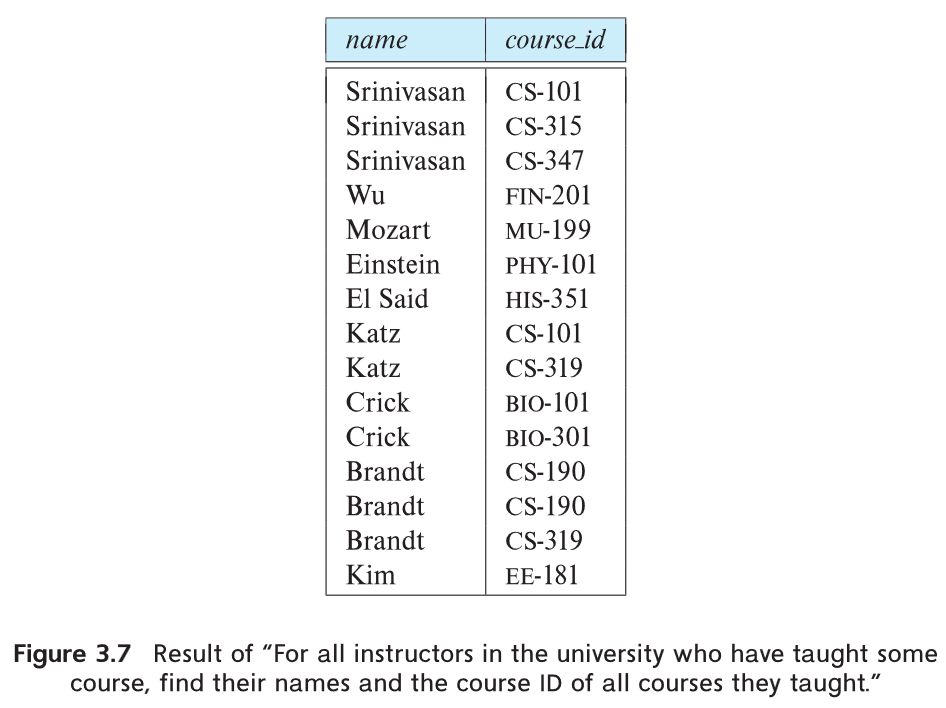 name course_id
Srinivasan CS-101
Srinivasan CS-315
Srinivasan CS-347
Wu FIN-201
Mozart MU-199
Einstein PHY-101
El Said HIS-351
Katz CS-101
Katz CS-319
Crick BIO-101
Crick BIO-301
Brandt CS-190
Brandt CS-190
Brandt CS-319
Kim EE-181
Figure 3.7 Result of “For all instructors in the university who have taught some
course, find their names and the course ID of all courses they taught.”